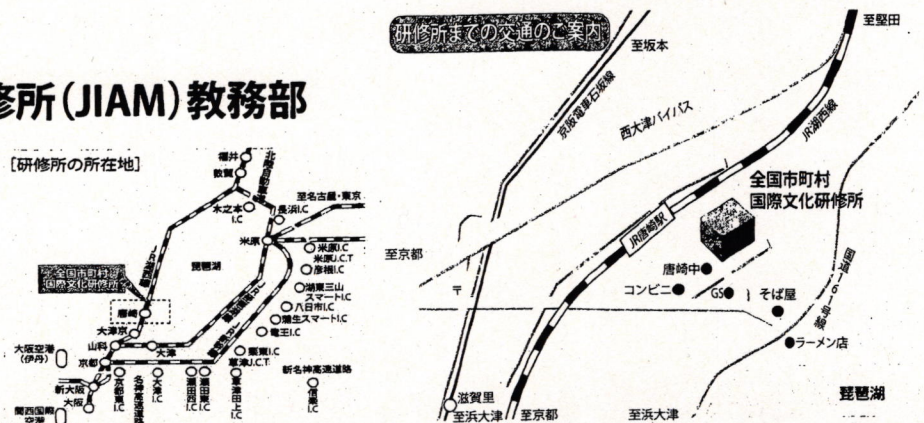 修所(JIAM)教務部
[研修所の所在地]
福井
敦賀
北陸自動車道
木之本
I.C
至名古屋・東京
長浜I.C
米原
米原I.C
米原J.C.T
彦根I.C
湖東三山
スマートI.C
八日市I.C
蒲生スマートI.C
竜王I.C
栗東I.C
草津J.C.T
琵琶湖
全国市町村
国際文化研修所
唐崎
大津京
山科
大津
京都
大阪空港
(伊丹)
新大阪
大阪
関西国際
空港
京都東I.C
名神高速道路
大津I.C
瀬田西I.C
瀬田東I.C
草津田上I.C
新名神高速道路
信楽I.C
研修所までの交通のご案内
至坂本
至堅田
京阪電車石坂線
西大津バイパス
JR湖西線
全国市町村
国際文化研修所
JR唐崎駅
至京都
〒
唐崎中
コンビニ
GS
そば屋
国道161号線
ラーメン店
滋賀里
至浜大津
至京都
至浜大津
琵琶湖